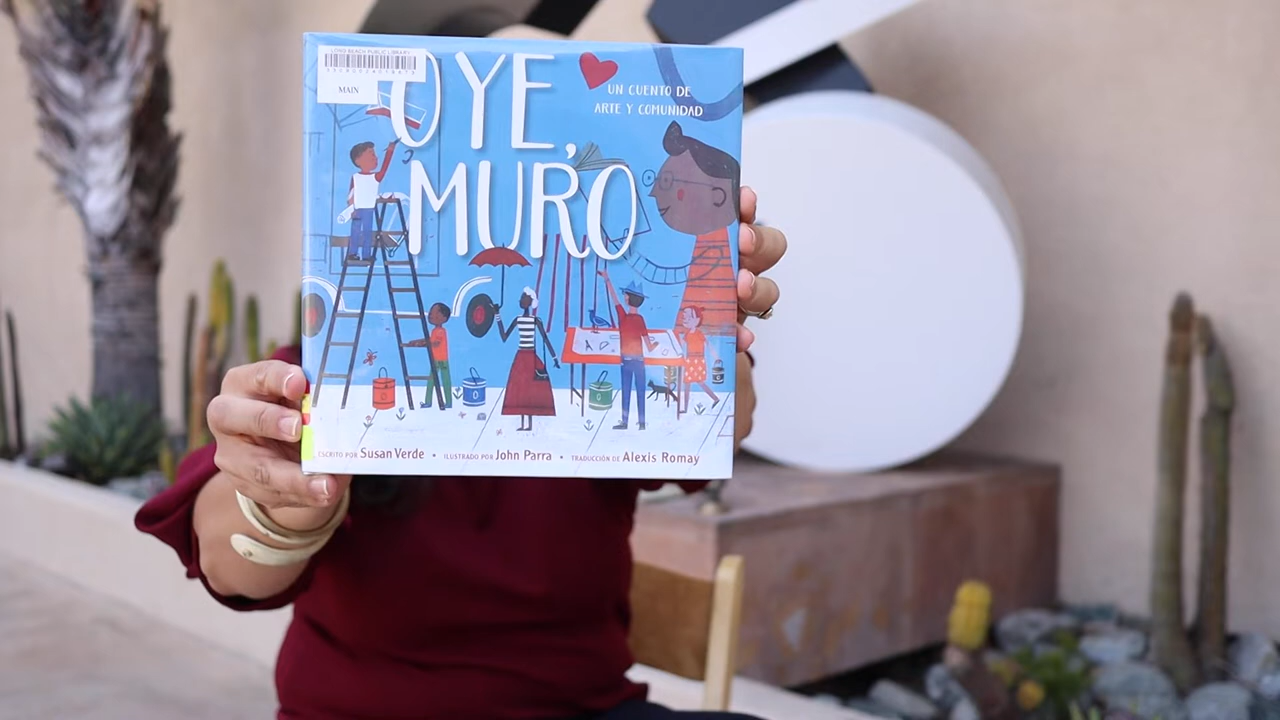 LONG BEACH PUBLIC LIBRARY
MAIN
OYE,
MURO
UN CUENTO DE
ARTE Y COMUNIDAD
ESCRITO POR Susan Verde • ILUSTRADO POR John Parra • TRADUCCIÓN DE Alexis Romay